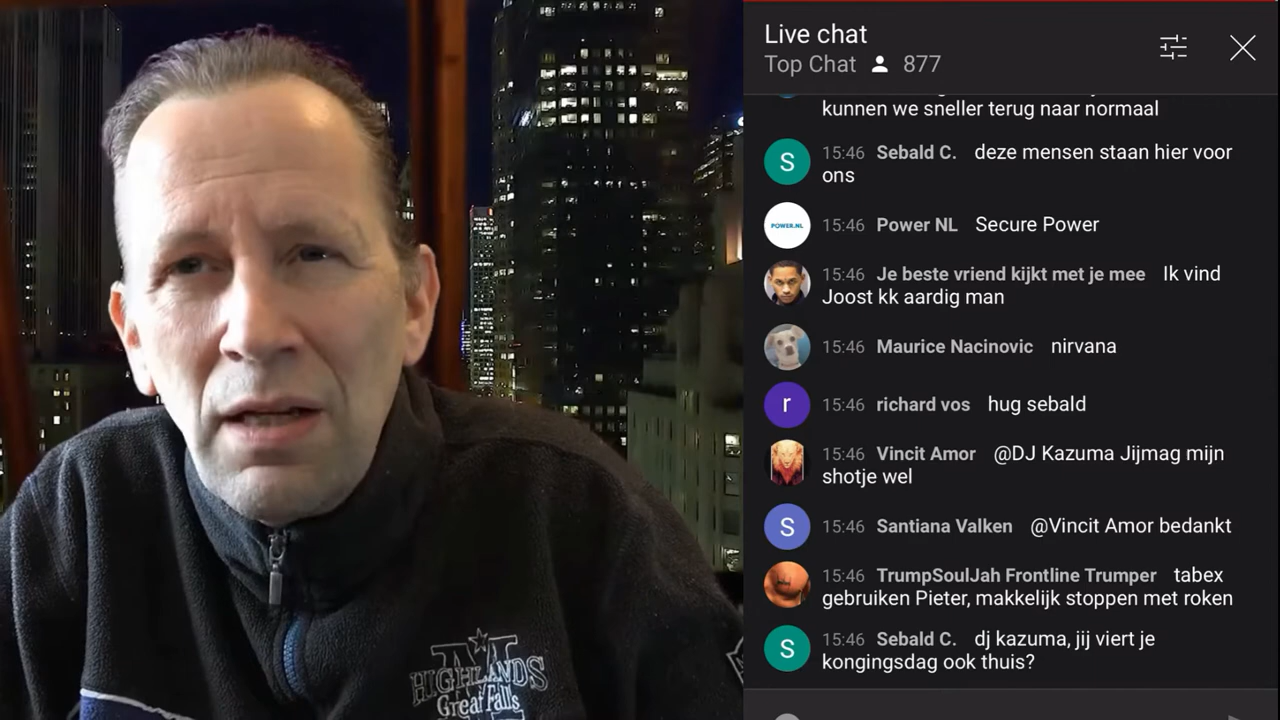 Live chat
Top Chat 877
kunnen we sneller terug naar normaal
15:46 Sebald C. deze mensen staan hier voor
ons
POWER.NL
15:46 Power NL Secure Power
15:46 Je beste vriend kijkt met je mee Ik vind
Joost kk aardig man
15:46 Maurice Nacinovic nirvana
r
15:46 richard vos hug sebald
15:46 Vincit Amor @DJ Kazuma Jijmag mijn
shotje wel
S
15:46 Santiana Valken @Vincit Amor bedankt
15:46 TrumpSoulJah Frontline Trumper tabex
gebruiken Pieter, makkelijk stoppen met roken
S
15:46 Sebald C. dj kazuma, jij viert je
kongingsdag ook thuis?
HIGHLANDS
Great Falls